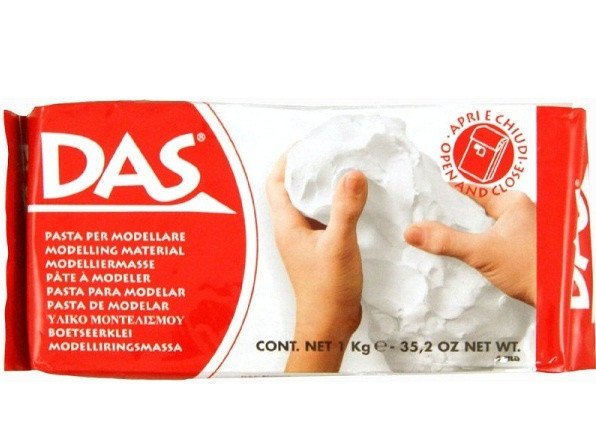 DAS®
PASTA PER MODELLARE
MODELLING MATERIAL
MODELLIERMASSE
PÂTE À MODELER
PASTA PARA MODELAR
PASTA DE MODELAR
ΥΛΙΚΟ ΜΟΝΤΕΛΙΣΜΟΥ
BOETSEERKLEI
MODELLIRINGSMASSA
· APRI E CHIUDI ·
OPEN AND CLOSE
CONT. NET 1 Kg ℮ - 35,2 OZ NET WT.
DAS